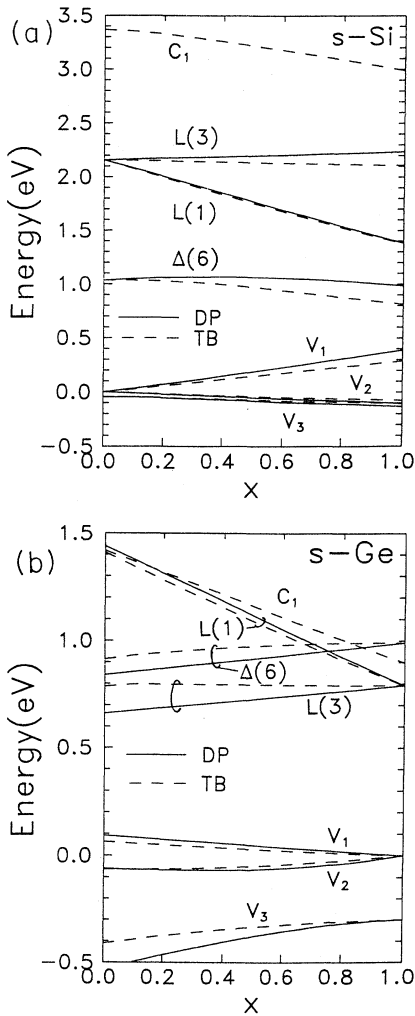 (a)
s-Si
3.5
C1
3.0
2.5
L(3)
2.0
L(1)
1.5
Δ(6)
1.0
DP
TB
0.5
V1
V2
0.0
V3
-0.5
0.0 0.2 0.4 0.6 0.8 1.0
X
Energy(eV)
(b)
s-Ge
1.5
C1
L(1)
1.0
Δ(6)
L(3)
0.5
DP
TB
V1
0.0
V2
V3
-0.5
0.0 0.2 0.4 0.6 0.8 1.0
X
Energy(eV)